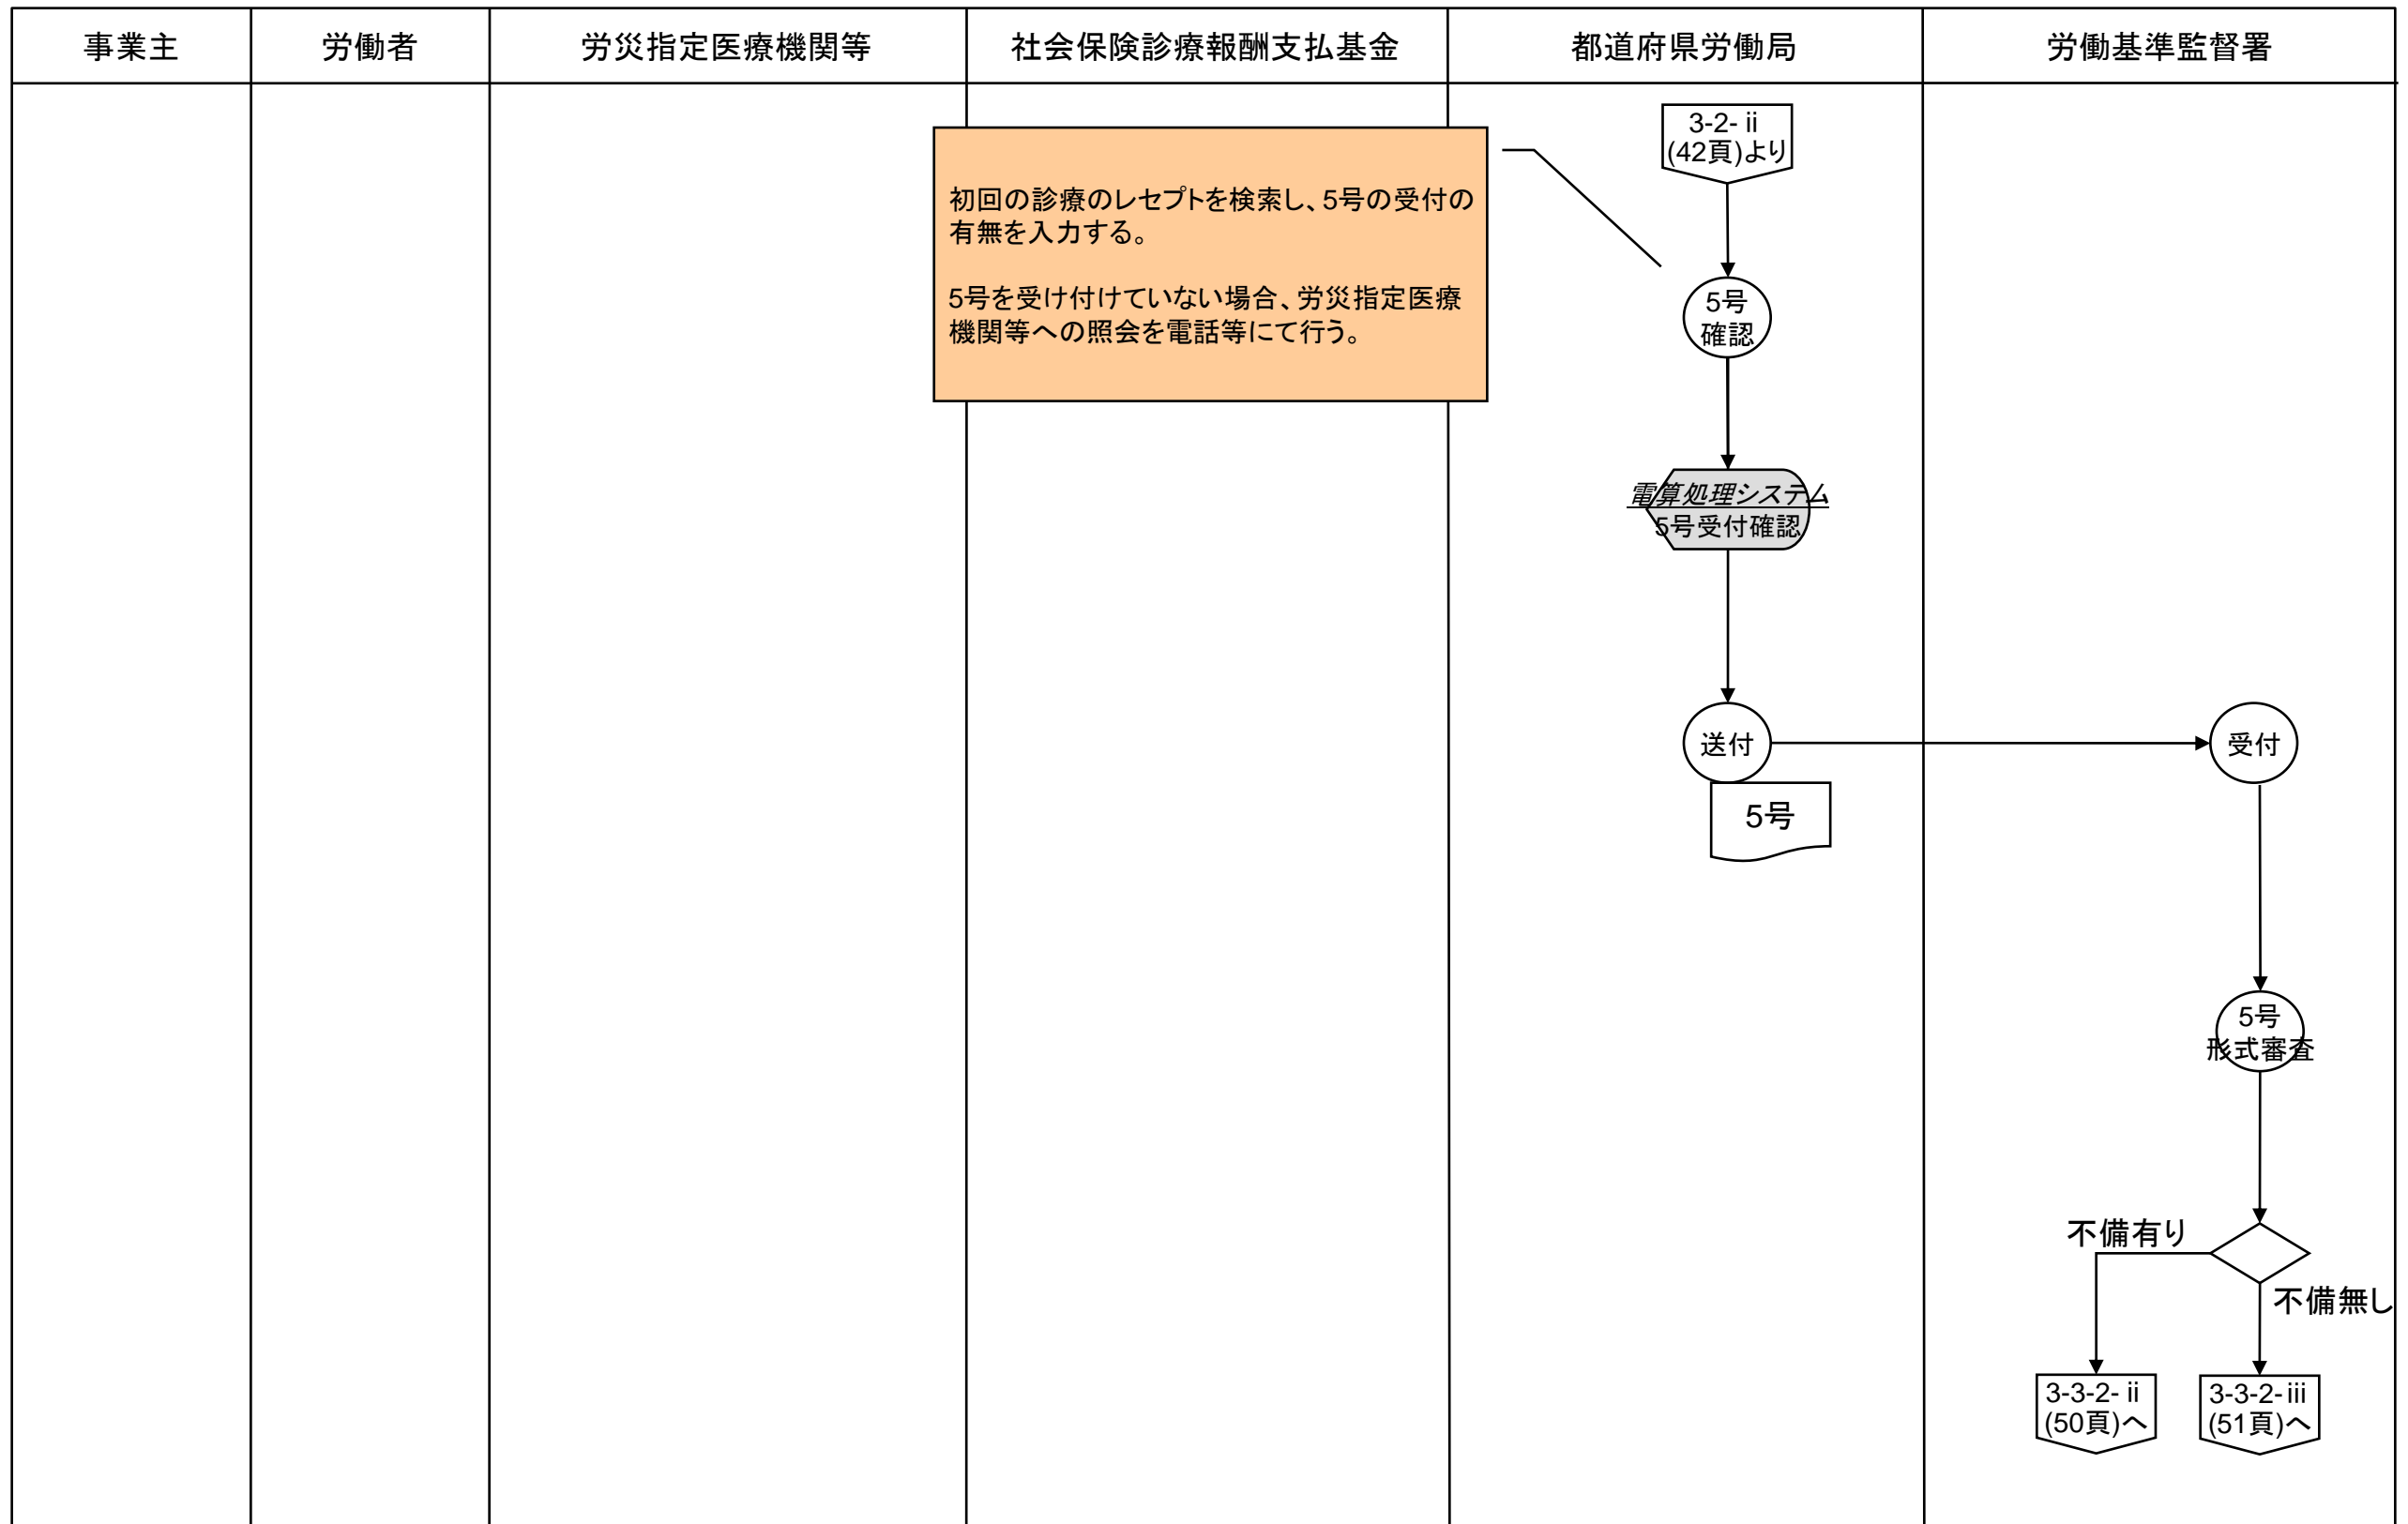 事業主
労働者
労災指定医療機関等
社会保険診療報酬支払基金
都道府県労働局
労働基準監督署
3-2-ⅱ
(42頁)より
初回の診療のレセプトを検索し、5号の受付の
有無を入力する。
5号を受け付けていない場合、労災指定医療
機関等への照会を電話等にて行う。
5号
確認
電算処理システム
5号受付確認
送付
受付
5号
5号
形式審査
不備有り
不備無し
3-3-2-ⅱ
(50頁)へ
3-3-2-ⅲ
(51頁)へ